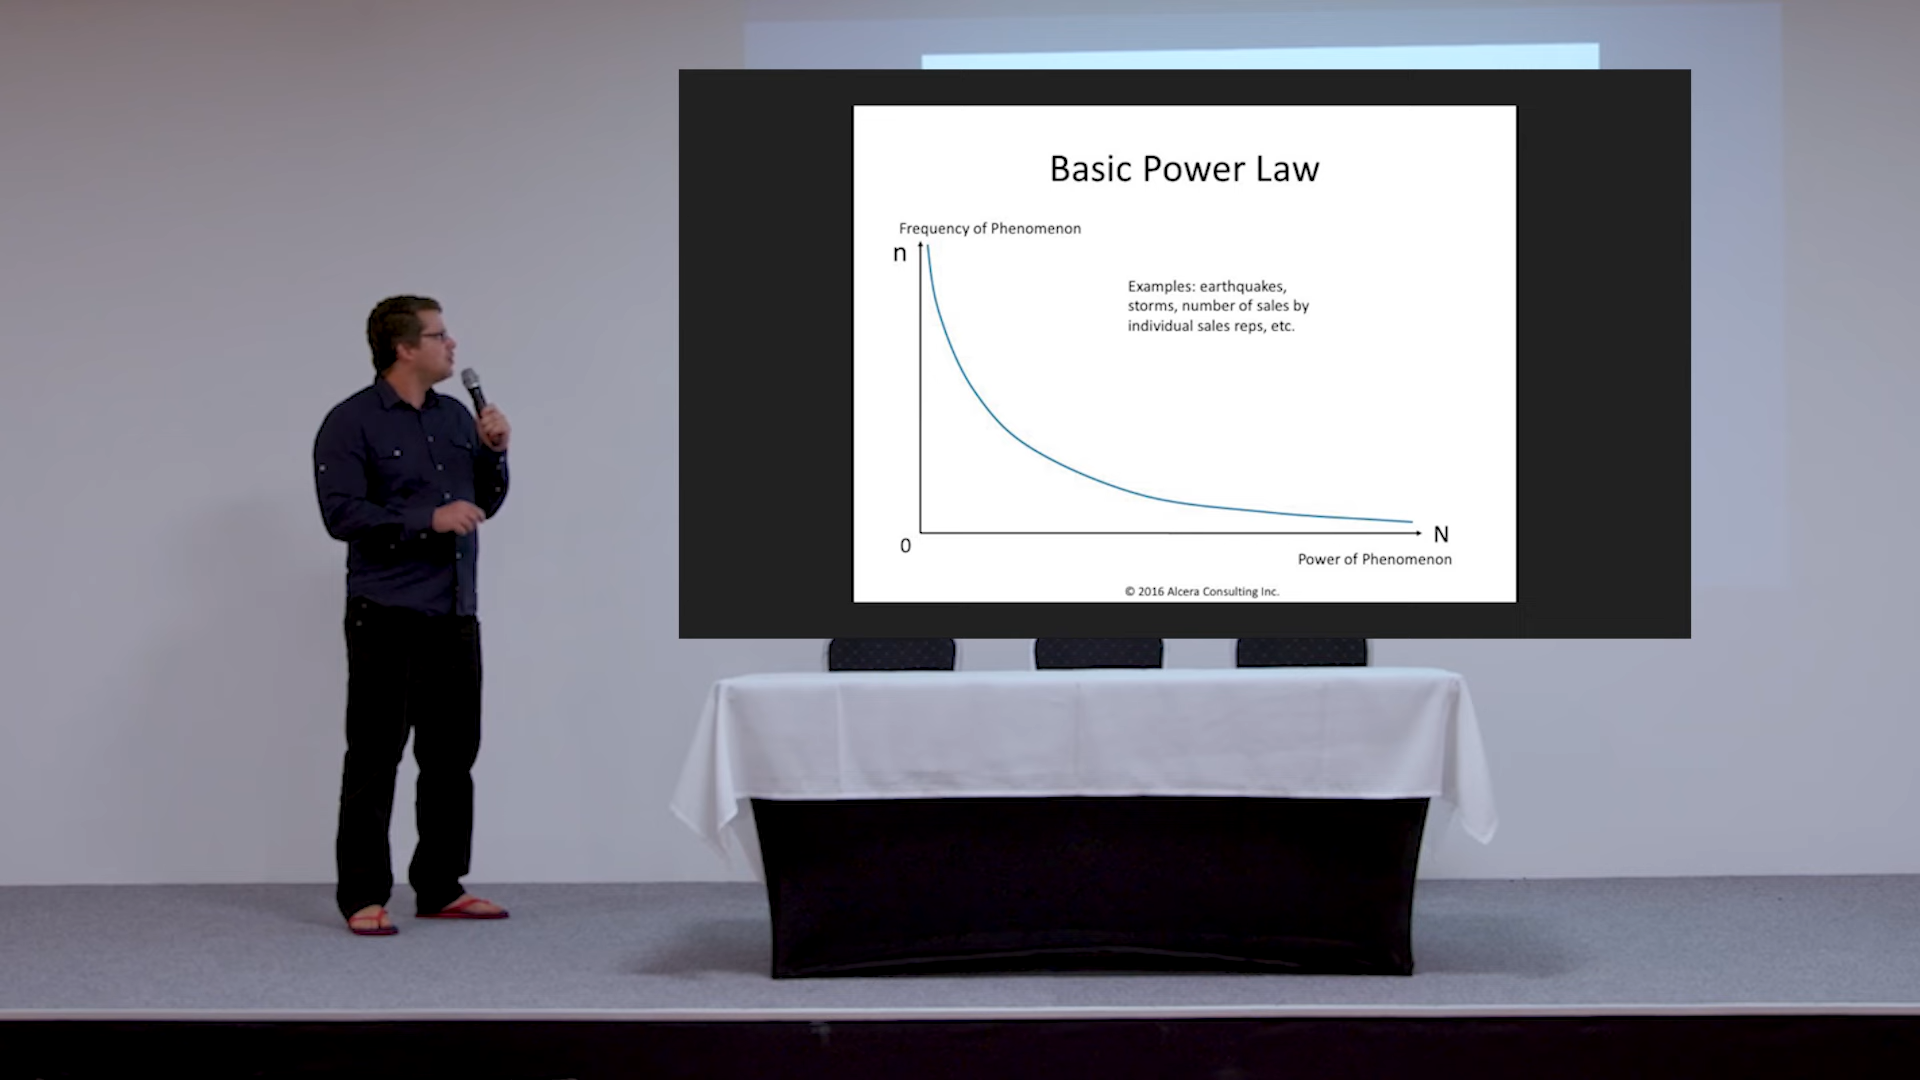 Basic Power Law
Frequency of Phenomenon
n
Examples: earthquakes,
storms, number of sales by
individual sales reps, etc.
0
N
Power of Phenomenon
© 2016 Alcera Consulting Inc.